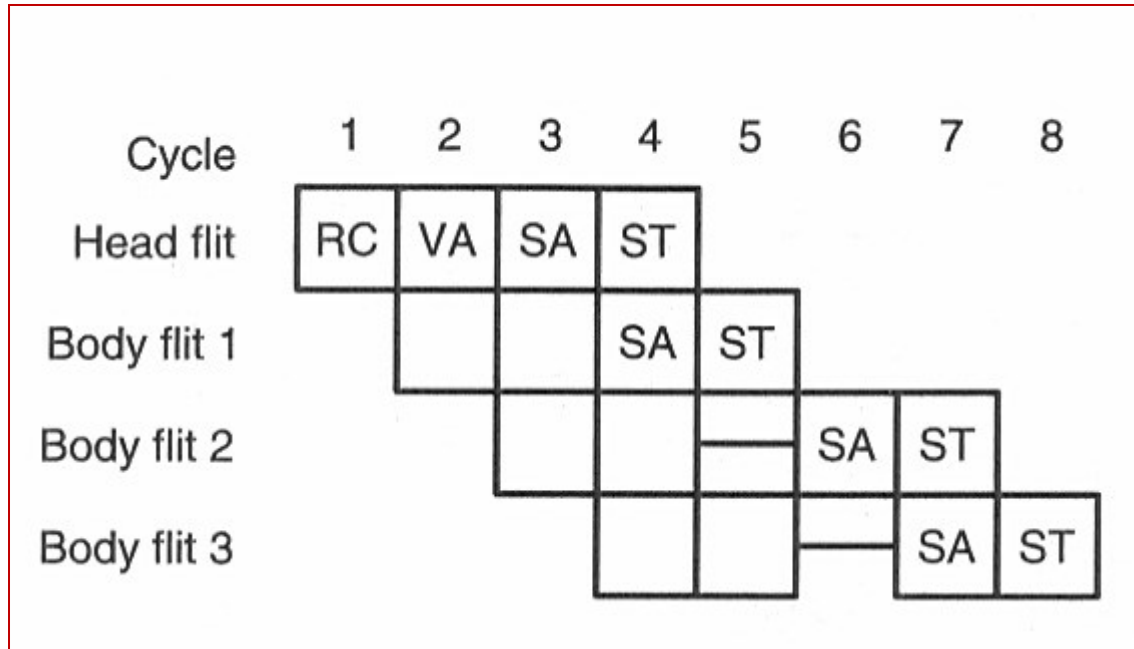 Cycle 1 2 3 4 5 6 7 8
Head flit RC VA SA ST
Body flit 1 SA ST
Body flit 2 SA ST
Body flit 3 SA ST